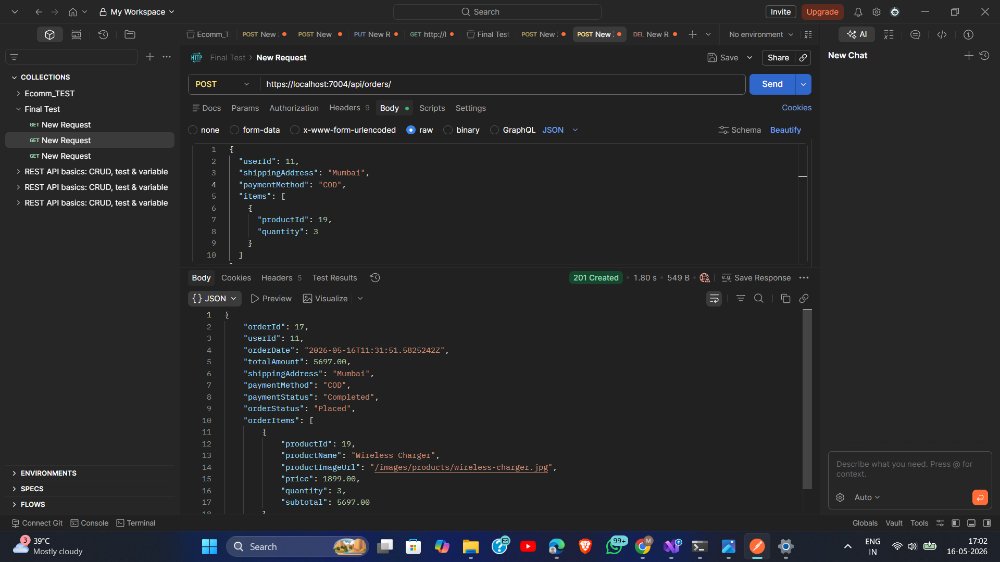 My Workspace
Search
Invite
Upgrade
Ecomm_T
POST New
POST New
PUT New R
GET http://l
Final Tes
POST New
POST New
DEL New R
No environment
AI
HTTP
Final Test > New Request
Save
Share
New Chat
COLLECTIONS
Ecomm_TEST
Final Test
GET New Request
GET New Request
GET New Request
REST API basics: CRUD, test & variable
REST API basics: CRUD, test & variable
REST API basics: CRUD, test & variable
ENVIRONMENTS
SPECS
FLOWS
POST
https://localhost:7004/api/orders/
Send
Docs
Params
Authorization
Headers 9
Body
Scripts
Settings
Cookies
none
form-data
x-www-form-urlencoded
raw
binary
GraphQL
JSON
Schema
Beautify
1 {
2 "userId": 11,
3 "shippingAddress": "Mumbai",
4 "paymentMethod": "COD",
5 "items": [
6 {
7 "productId": 19,
8 "quantity": 3
9 }
10 ]
Body
Cookies
Headers 5
Test Results
201 Created
1.80 s
549 B
e.g. Save Response
{ } JSON
Preview
Visualize
1 {
2 "orderId": 17,
3 "userId": 11,
4 "orderDate": "2026-05-16T11:31:51.5825242Z",
5 "totalAmount": 5697.00,
6 "shippingAddress": "Mumbai",
7 "paymentMethod": "COD",
8 "paymentStatus": "Completed",
9 "orderStatus": "Placed",
10 "orderItems": [
11 {
12 "productId": 19,
13 "productName": "Wireless Charger",
14 "productImageUrl": "/images/products/wireless-charger.jpg",
15 "price": 1899.00,
16 "quantity": 3,
17 "subtotal": 5697.00
18 }
Describe what you need. Press @ for
context.
Auto
Connect Git
Console
Terminal
Globals
Vault
Tools
3
39°C
Mostly cloudy
Search
99+
M
ENG
IN
17:02
16-05-2026